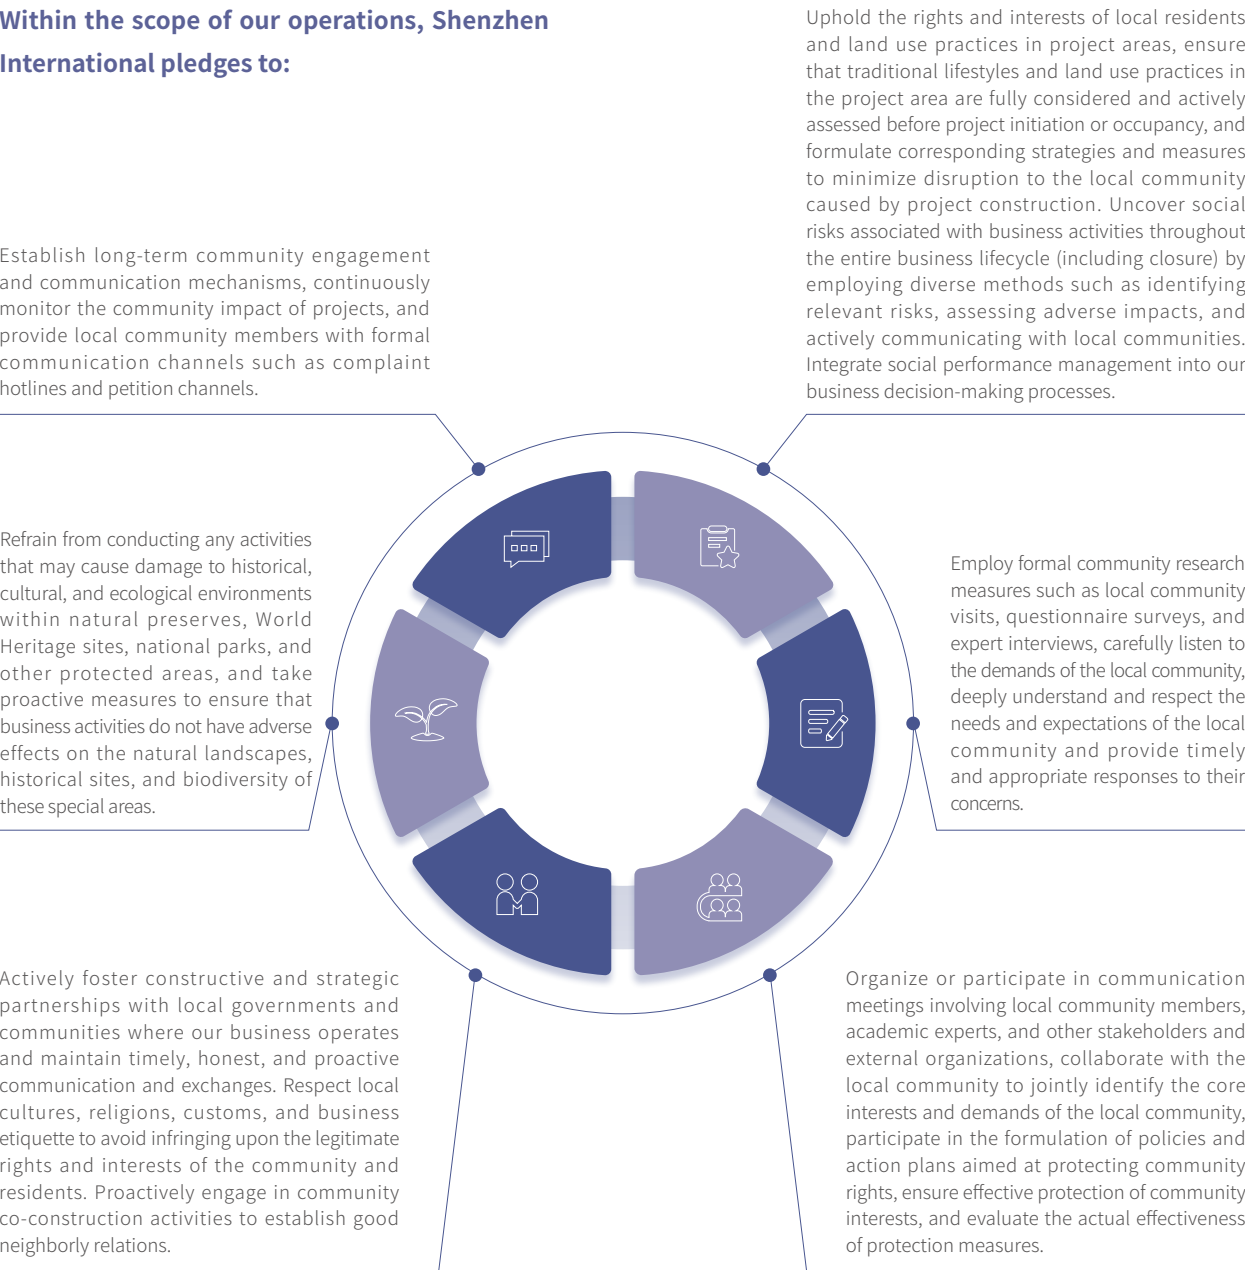 Within the scope of our operations, Shenzhen
International pledges to:
Uphold the rights and interests of local residents
and land use practices in project areas, ensure
that traditional lifestyles and land use practices in
the project area are fully considered and actively
assessed before project initiation or occupancy, and
formulate corresponding strategies and measures
to minimize disruption to the local community
caused by project construction. Uncover social
risks associated with business activities throughout
the entire business lifecycle (including closure) by
employing diverse methods such as identifying
relevant risks, assessing adverse impacts, and
actively communicating with local communities.
Integrate social performance management into our
business decision-making processes.
Establish long-term community engagement
and communication mechanisms, continuously
monitor the community impact of projects, and
provide local community members with formal
communication channels such as complaint
hotlines and petition channels.
Refrain from conducting any activities
that may cause damage to historical,
cultural, and ecological environments
within natural preserves, World
Heritage sites, national parks, and
other protected areas, and take
proactive measures to ensure that
business activities do not have adverse
effects on the natural landscapes,
historical sites, and biodiversity of
these special areas.
Employ formal community research
measures such as local community
visits, questionnaire surveys, and
expert interviews, carefully listen to
the demands of the local community,
deeply understand and respect the
needs and expectations of the local
community and provide timely
and appropriate responses to their
concerns.
Actively foster constructive and strategic
partnerships with local governments and
communities where our business operates
and maintain timely, honest, and proactive
communication and exchanges. Respect local
cultures, religions, customs, and business
etiquette to avoid infringing upon the legitimate
rights and interests of the community and
residents. Proactively engage in community
co-construction activities to establish good
neighborly relations.
Organize or participate in communication
meetings involving local community members,
academic experts, and other stakeholders and
external organizations, collaborate with the
local community to jointly identify the core
interests and demands of the local community,
participate in the formulation of policies and
action plans aimed at protecting community
rights, ensure effective protection of community
interests, and evaluate the actual effectiveness
of protection measures.